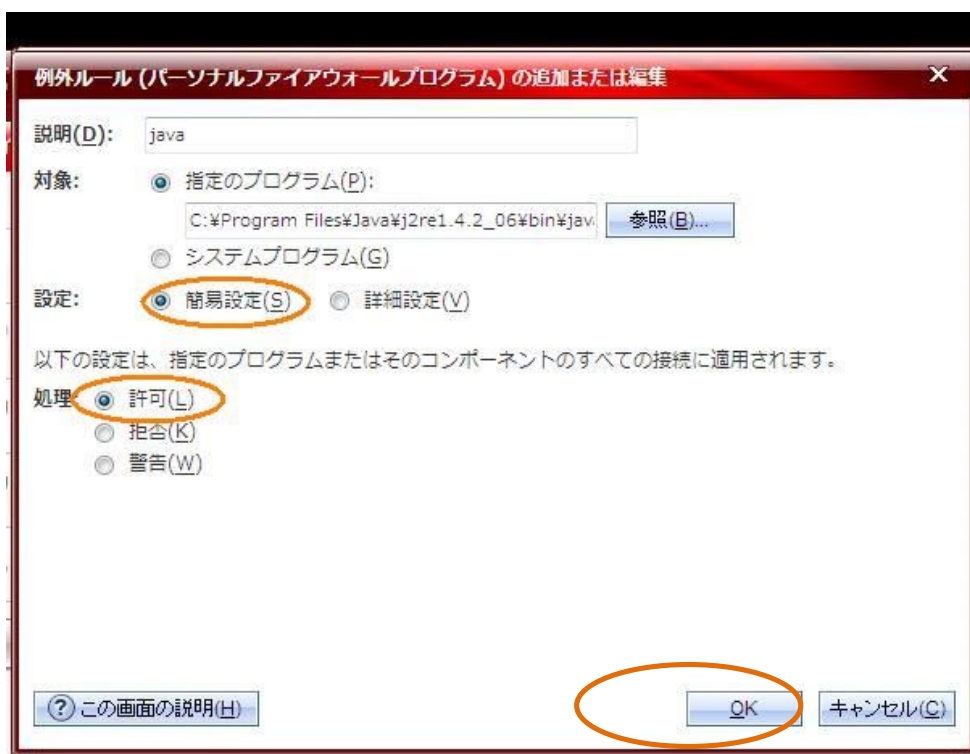 例外ルール (パーソナルファイアウォールプログラム) の追加または編集
説明(D): java
対象: 指定のプログラム(P):
C:¥Program Files¥Java¥j2re1.4.2_06¥bin¥jav 参照(B)...
システムプログラム(G)
設定: 簡易設定(S) 詳細設定(V)
以下の設定は、指定のプログラムまたはそのコンポーネントのすべての接続に適用されます。
処理: 許可(L)
拒否(K)
警告(W)
?この画面の説明(H) OK キャンセル(C)